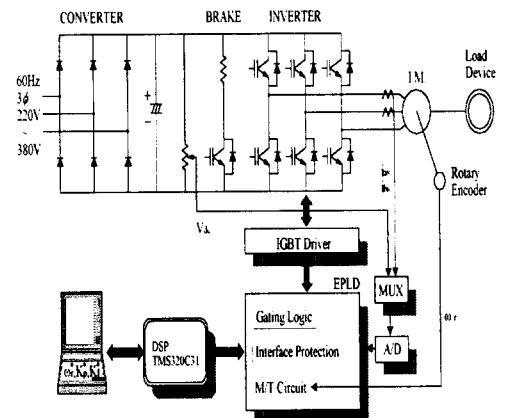 CONVERTER
BRAKE
INVERTER
60Hz
3ϕ
220V
~
380V
+
−
I.M.
Load
Device
Rotary
Encoder
IGBT Driver
EPLD
MUX
ωr
Gating Logic
DSP
TMS320C31
Interface Protection
A/D
M/T Circuit